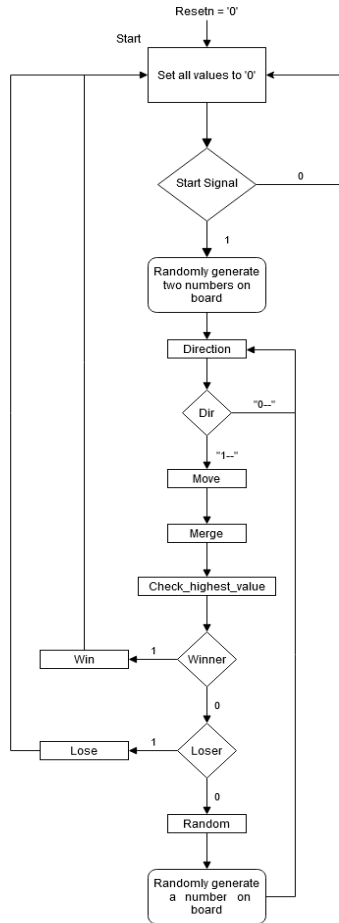 Resetn = '0'
Start
Set all values to '0'
Start Signal
0
1
Randomly generate
two numbers on
board
Direction
Dir
"0--"
"1--"
Move
Merge
Check_highest_value
Winner
1
Win
0
Loser
1
Lose
0
Random
Randomly generate
a number on
board